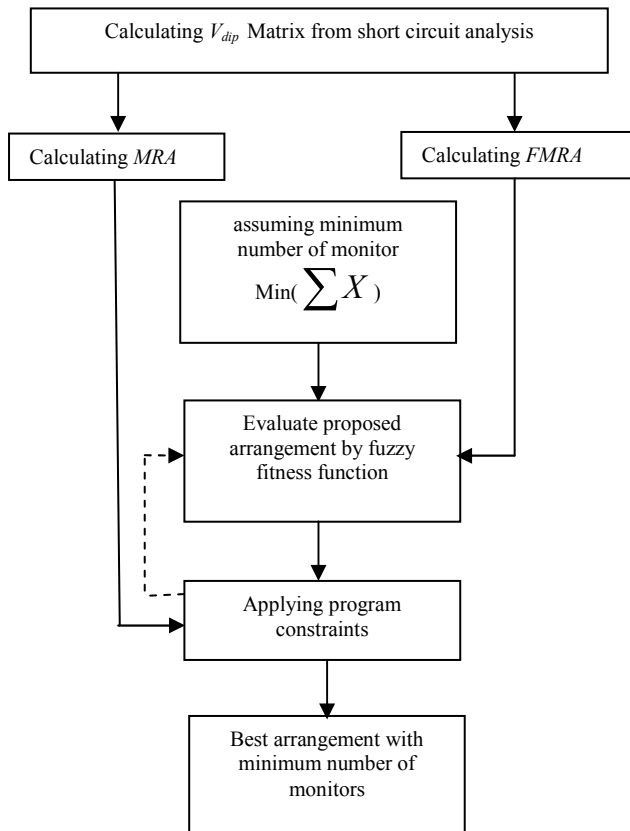 Calculating V_dip Matrix from short circuit analysis
Calculating MRA
Calculating FMRA
assuming minimum
number of monitor
Min( ∑ X )
Evaluate proposed
arrangement by fuzzy
fitness function
Applying program
constraints
Best arrangement with
minimum number of
monitors